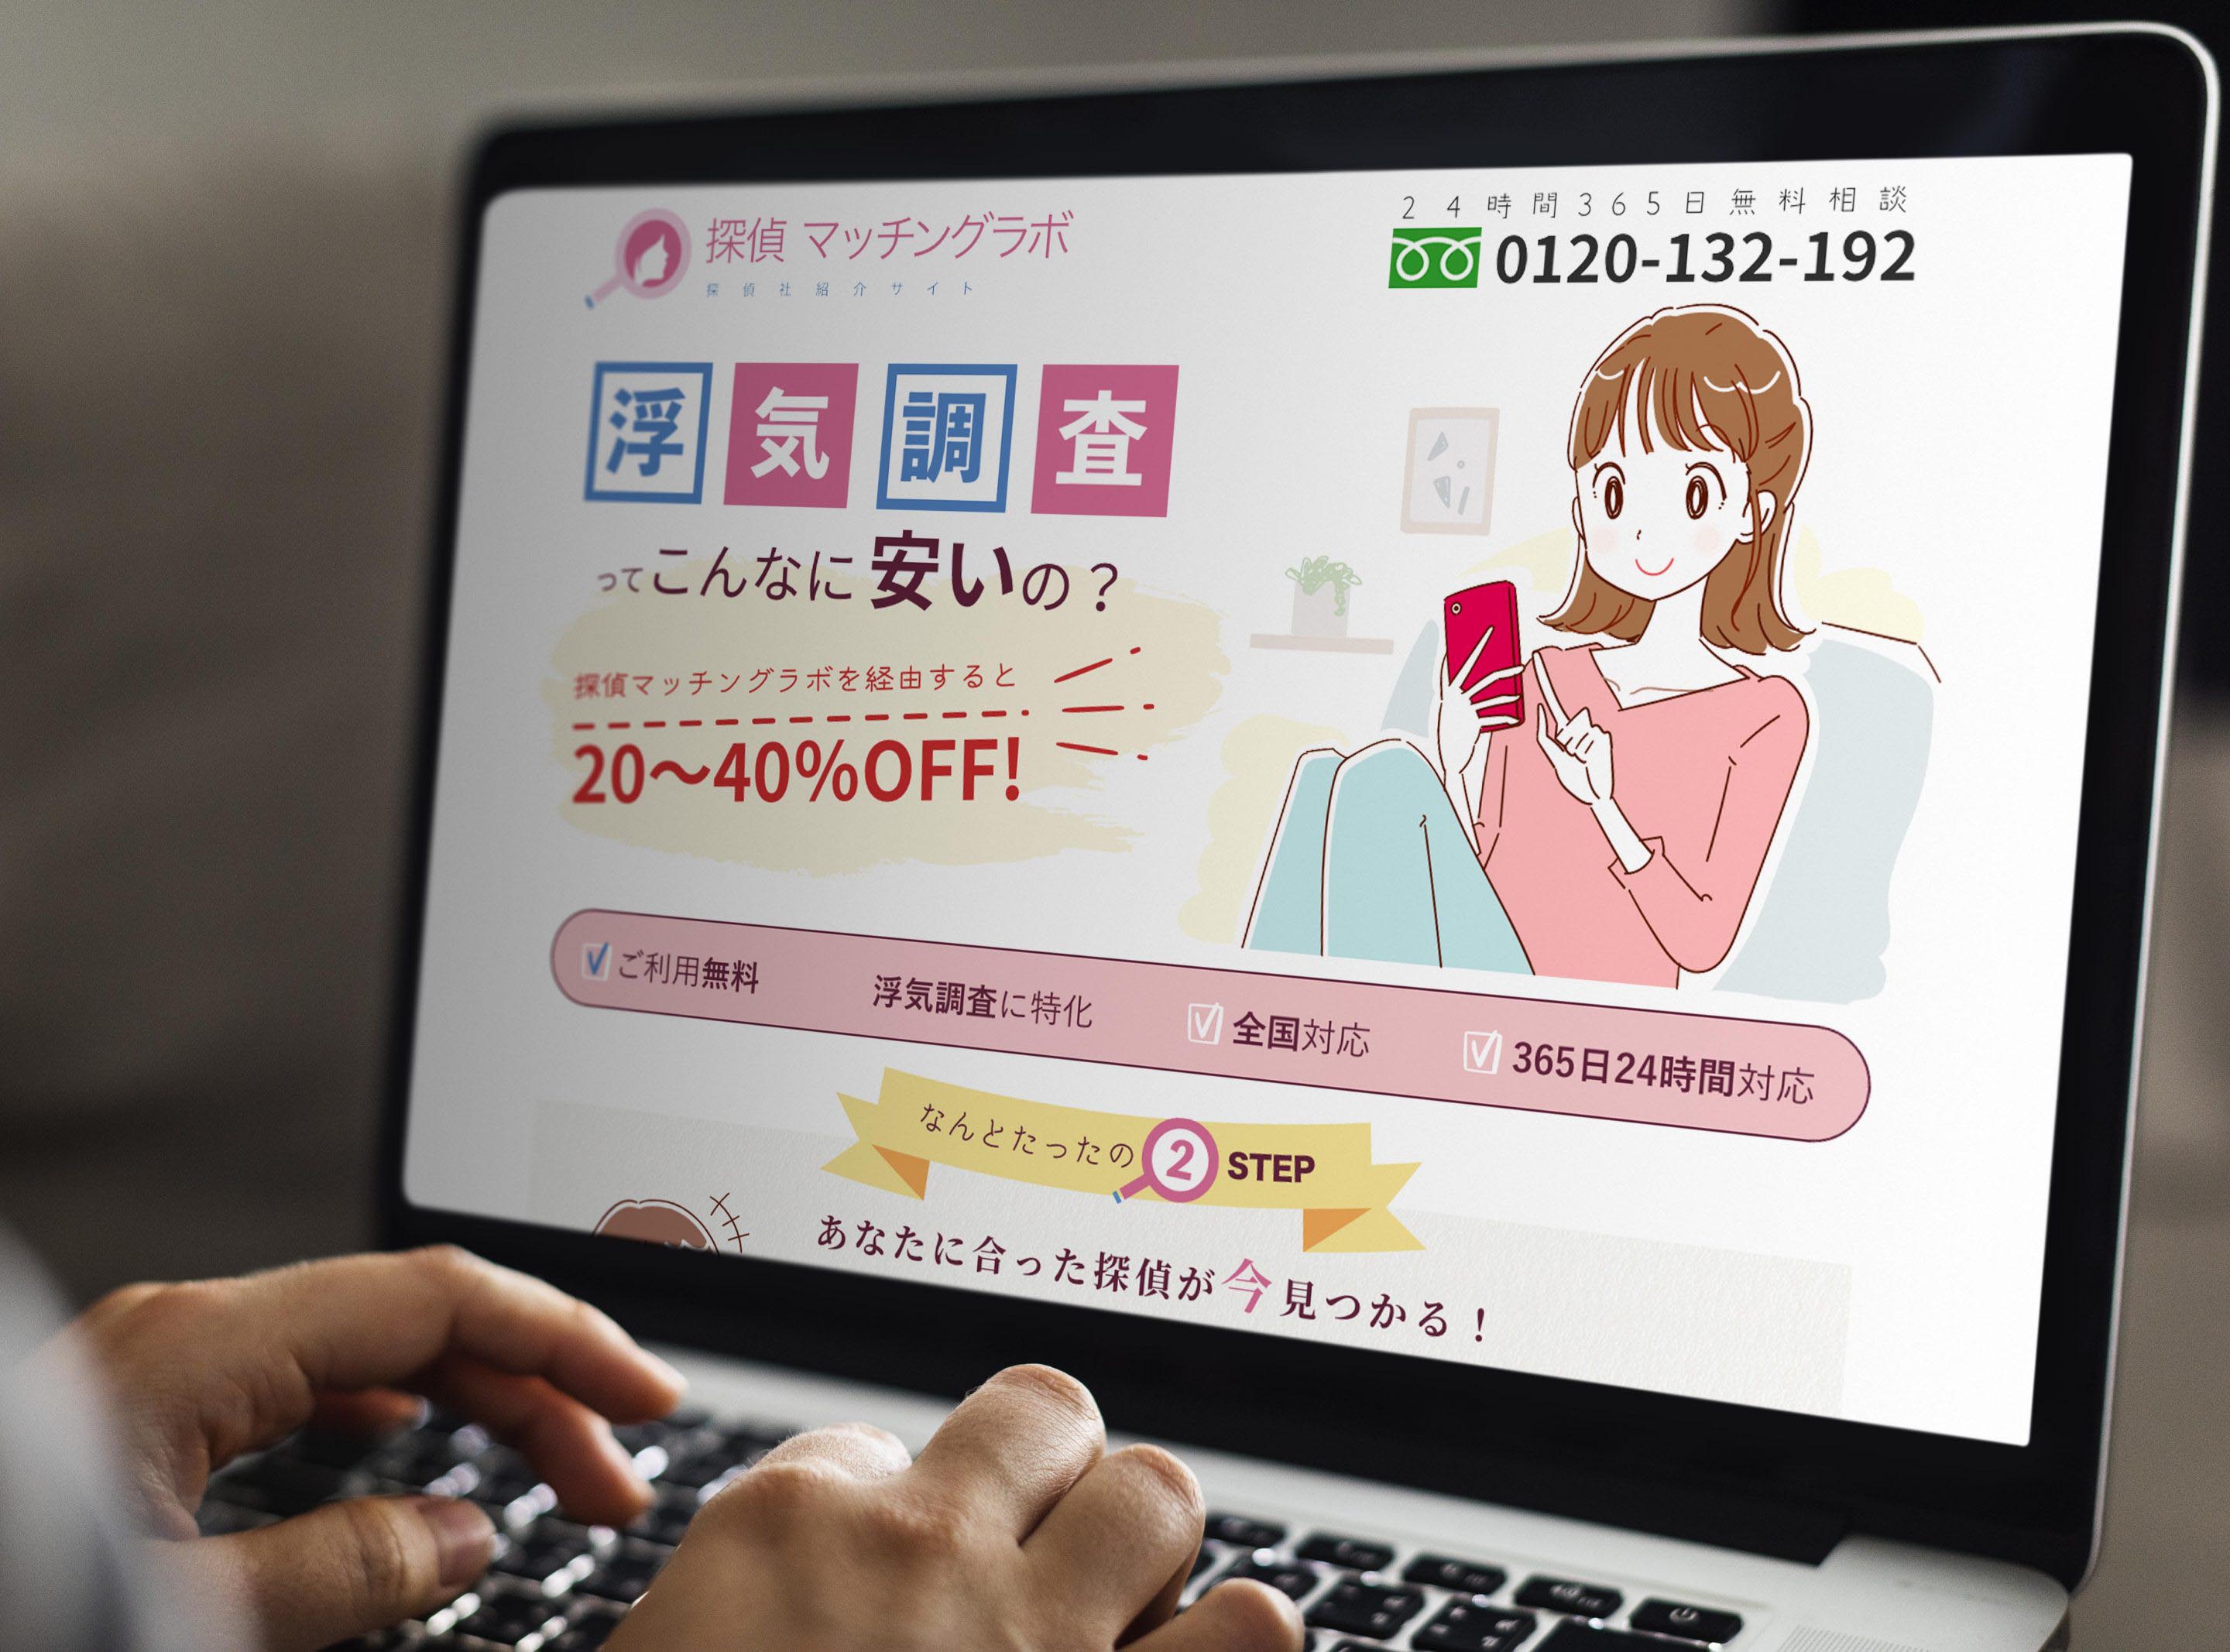 探偵 マッチングラボ
探偵社紹介サイト
24時間365日無料相談
0120-132-192
浮気調査
ってこんなに安いの?
探偵マッチングラボを経由すると
20〜40%OFF!
ご利用無料 浮気調査に特化 全国対応 365日24時間対応
なんとたったの2STEP
あなたに合った探偵が今見つかる!